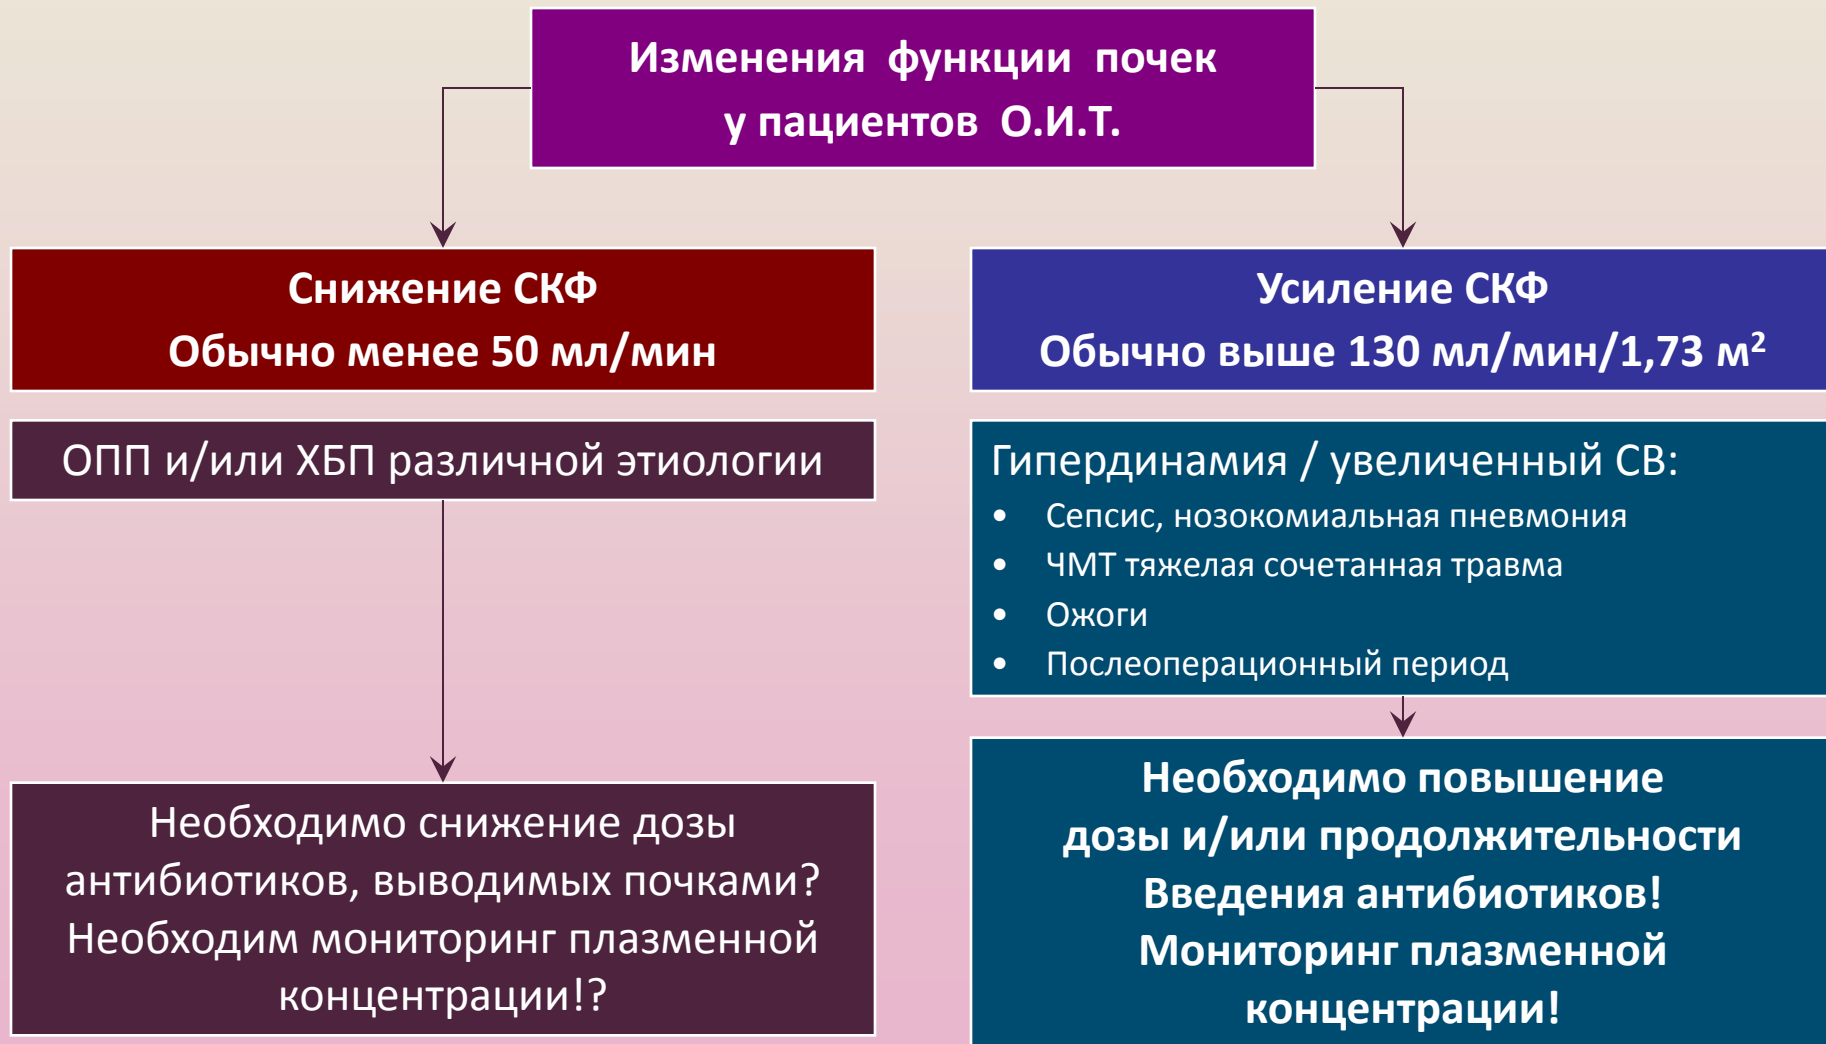 Изменения функции почек
у пациентов О.И.Т.
Снижение СКФ
Обычно менее 50 мл/мин
ОПП и/или ХБП различной этиологии
Необходимо снижение дозы
антибиотиков, выводимых почками?
Необходим мониторинг плазменной
концентрации!?
Усиление СКФ
Обычно выше 130 мл/мин/1,73 м²
Гипердинамия / увеличенный СВ:
• Сепсис, нозокомиальная пневмония
• ЧМТ тяжелая сочетанная травма
• Ожоги
• Послеоперационный период
Необходимо повышение
дозы и/или продолжительности
Введения антибиотиков!
Мониторинг плазменной
концентрации!